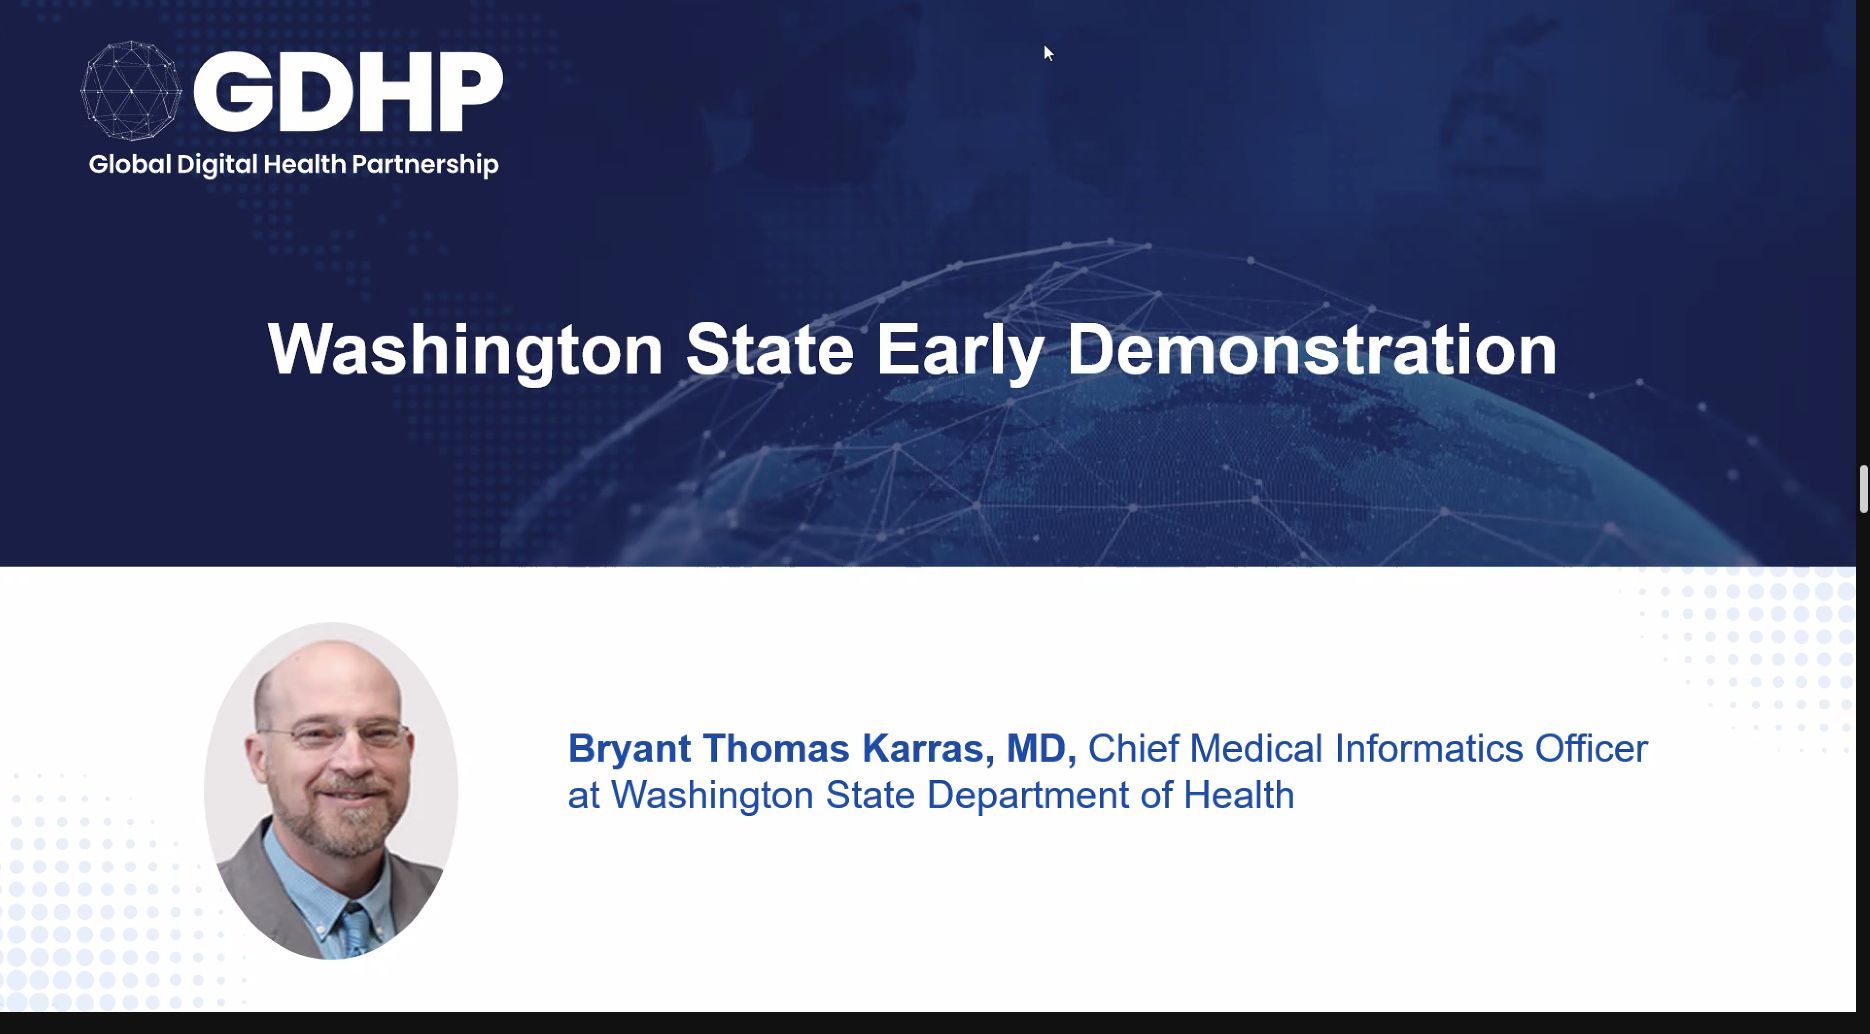 GDHP
Global Digital Health Partnership
Washington State Early Demonstration
Bryant Thomas Karras, MD, Chief Medical Informatics Officer
at Washington State Department of Health